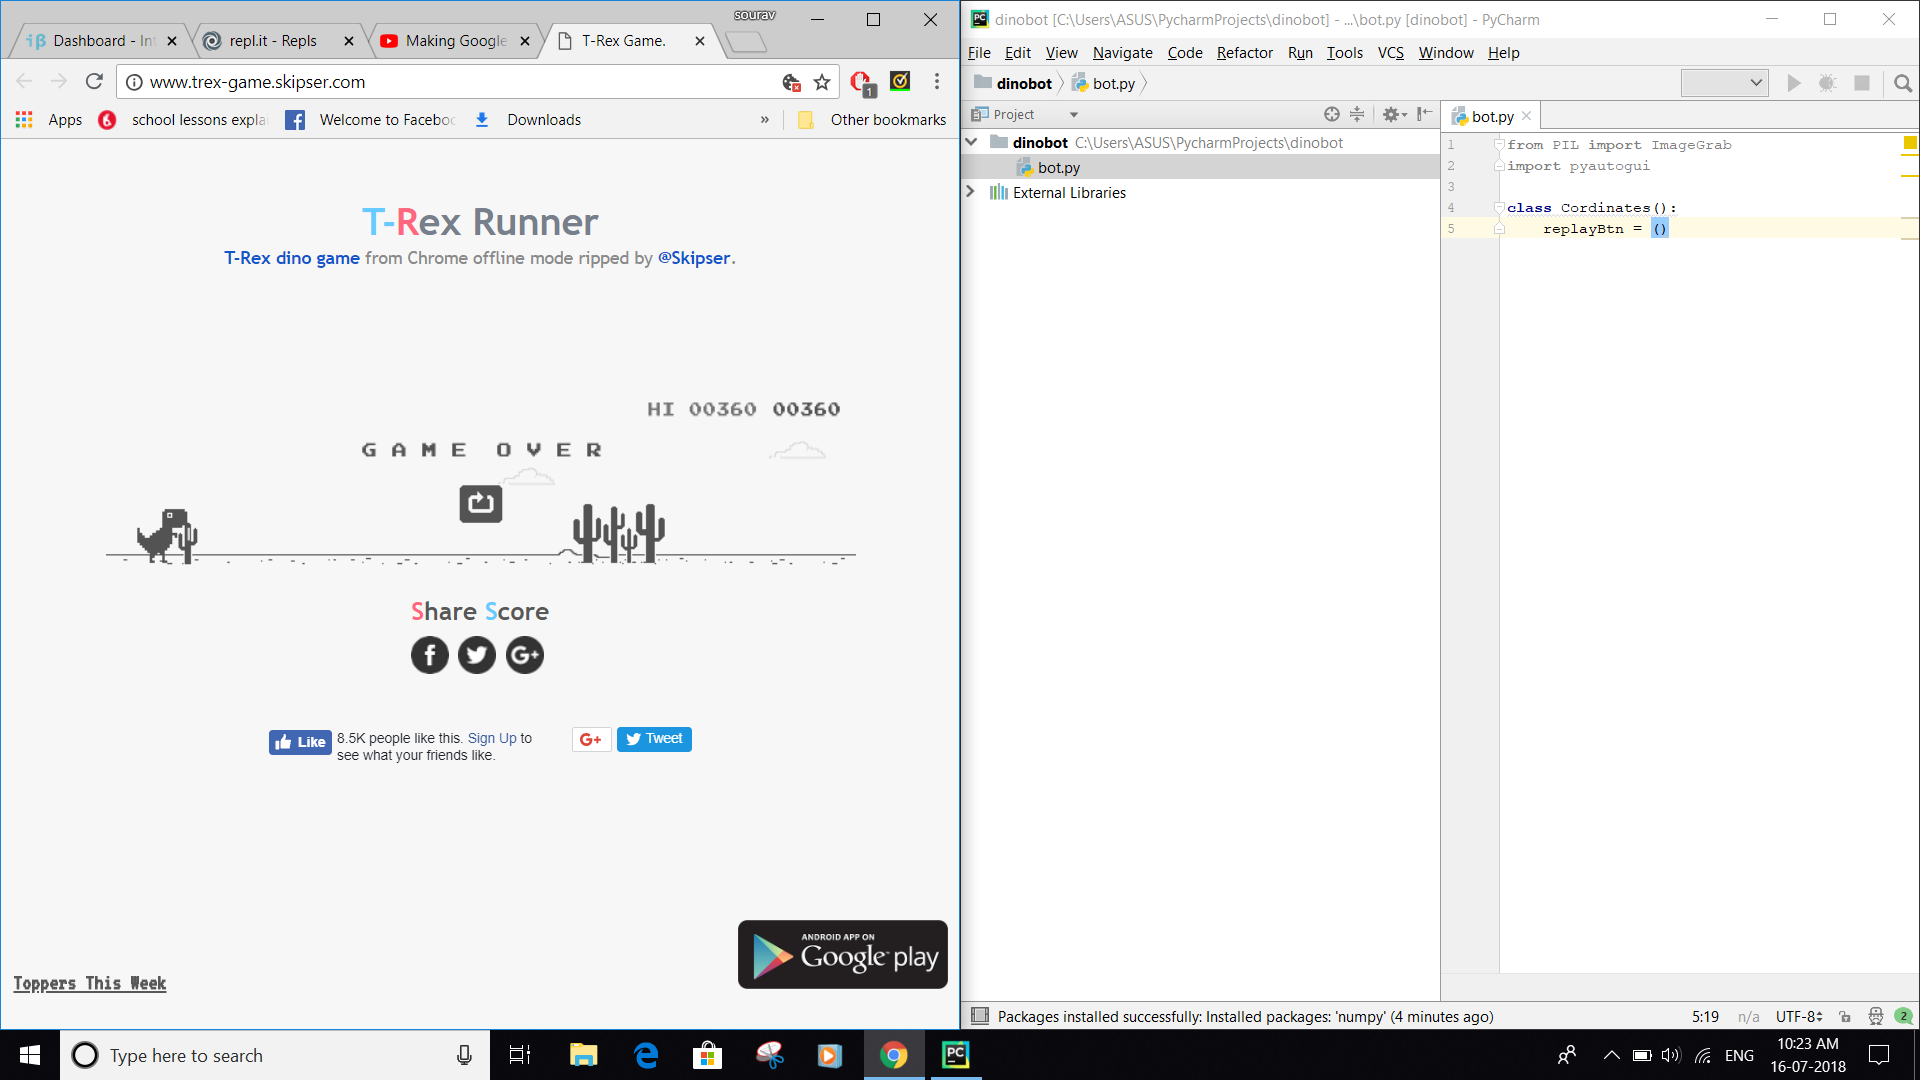 sourav
Dashboard - Int
repl.it - Repls
Making Google
T-Rex Game.
www.trex-game.skipser.com
1
Apps
school lessons expla
Welcome to Faceboo
Downloads
»
Other bookmarks
T-Rex Runner
T-Rex dino game from Chrome offline mode ripped by @Skipser.
HI 00360 00360
GAME OVER
Share Score
G+
Like
8.5K people like this. Sign Up to
see what your friends like.
G+
Tweet
ANDROID APP ON
Google play
Toppers This Week
dinobot [C:\Users\ASUS\PycharmProjects\dinobot] - ...\bot.py [dinobot] - PyCharm
File Edit View Navigate Code Refactor Run Tools VCS Window Help
dinobot
bot.py
Project
bot.py
dinobot C:\Users\ASUS\PycharmProjects\dinobot
bot.py
External Libraries
1 from PIL import ImageGrab
2 import pyautogui
3
4 class Cordinates():
5 replayBtn = ()
Packages installed successfully: Installed packages: 'numpy' (4 minutes ago)
5:19 n/a UTF-8 2
Type here to search
PC
ENG
10:23 AM
16-07-2018